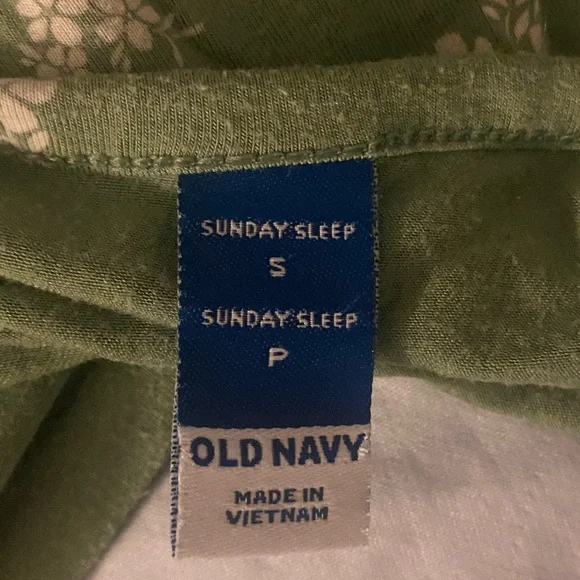 SUNDAY SLEEP
S
SUNDAY SLEEP
P
OLD NAVY
MADE IN
VIETNAM